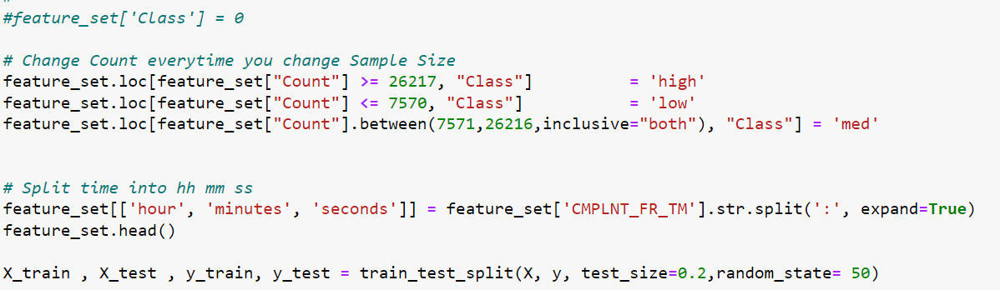 #feature_set['Class'] = 0
# Change Count everytime you change Sample Size
feature_set.loc[feature_set["Count"] >= 26217, "Class"] = 'high'
feature_set.loc[feature_set["Count"] <= 7570, "Class"] = 'low'
feature_set.loc[feature_set["Count"].between(7571,26216,inclusive="both"), "Class"] = 'med'
# Split time into hh mm ss
feature_set[['hour', 'minutes', 'seconds']] = feature_set['CMPLNT_FR_TM'].str.split(':', expand=True)
feature_set.head()
X_train , X_test , y_train, y_test = train_test_split(X, y, test_size=0.2,random_state= 50)